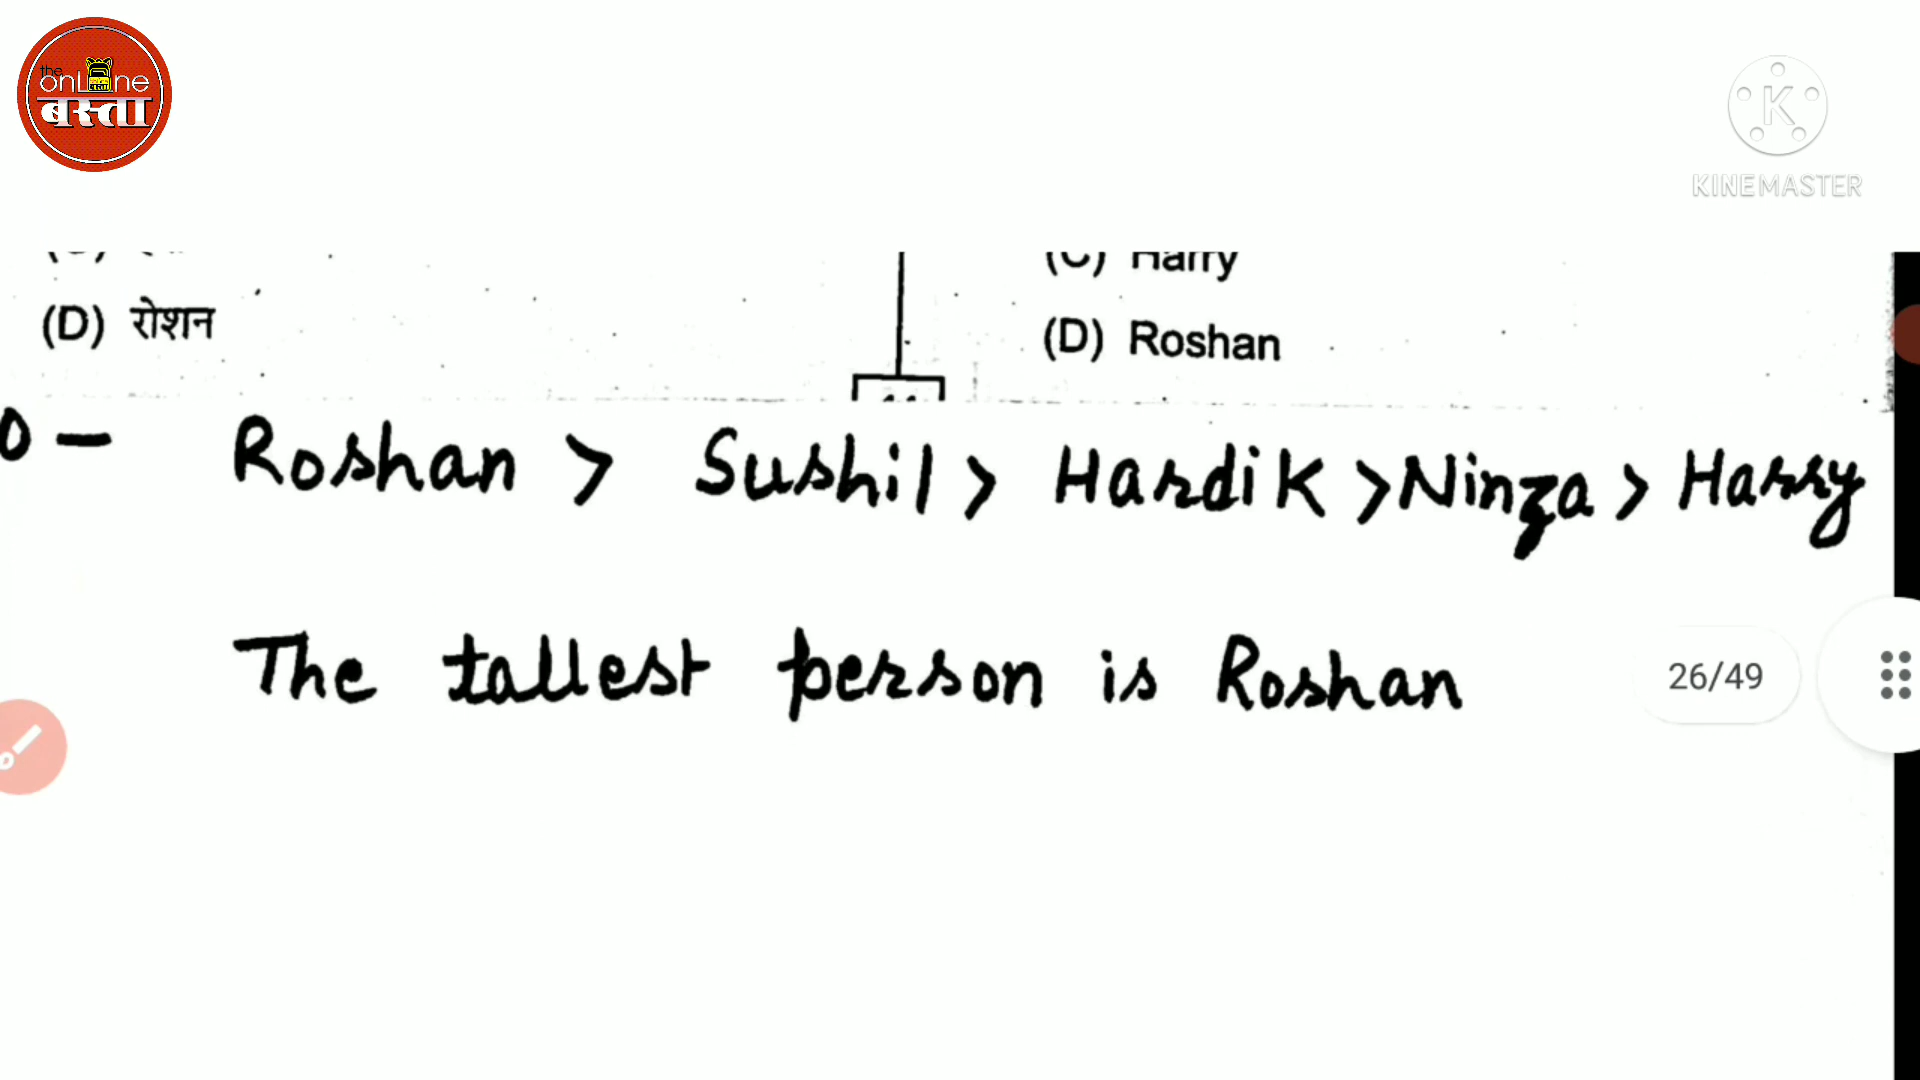 the
onLine
बस्ता
K
KINEMASTER
(C) Harry
(D) रोशन
(D) Roshan
D - Roshan > Sushil > Hardik > Ninza > Harry
The tallest person is Roshan
26/49